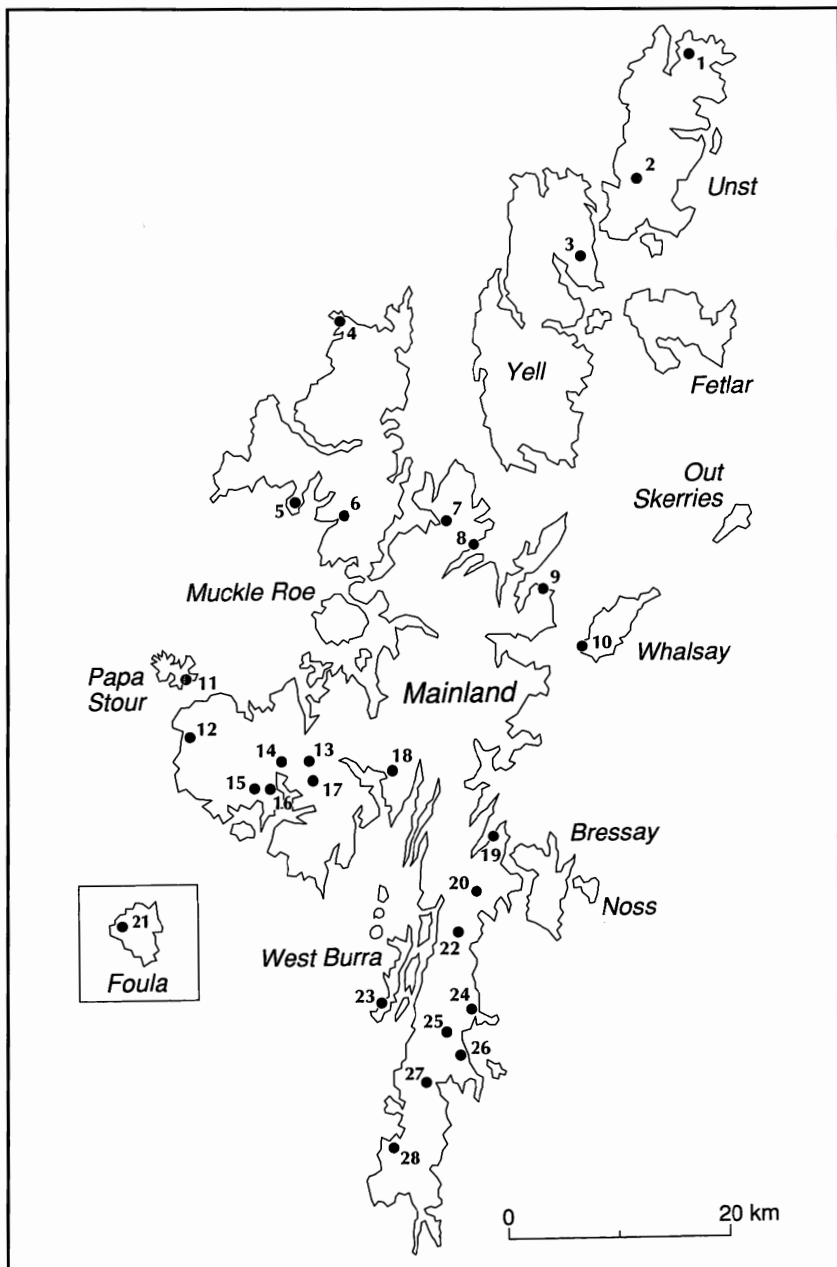 1
2
Unst
3
4
Yell
Fetlar
Out
Skerries
5
6
7
8
9
Muckle Roe
10
Whalsay
Papa
Stour
11
Mainland
12
14
13
18
15
16
17
Bressay
19
20
Noss
21
Foula
22
West Burra
23
24
25
26
27
28
0
20 km